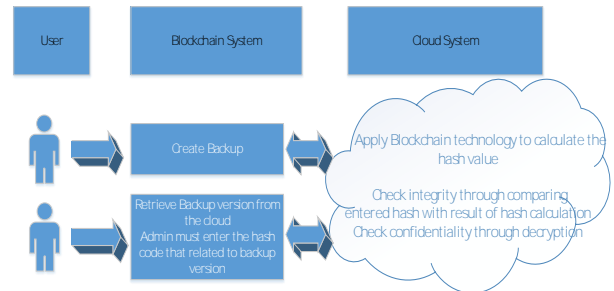 User
Blockchain System
Cloud System
Create Backup
Apply Blockchain technology to calculate the
hash value
Retrieve Backup version from
the cloud
Admin must enter the hash
code that related to backup
version
Check integrity through comparing
entered hash with result of hash calculation
Check confidentiality through decryption